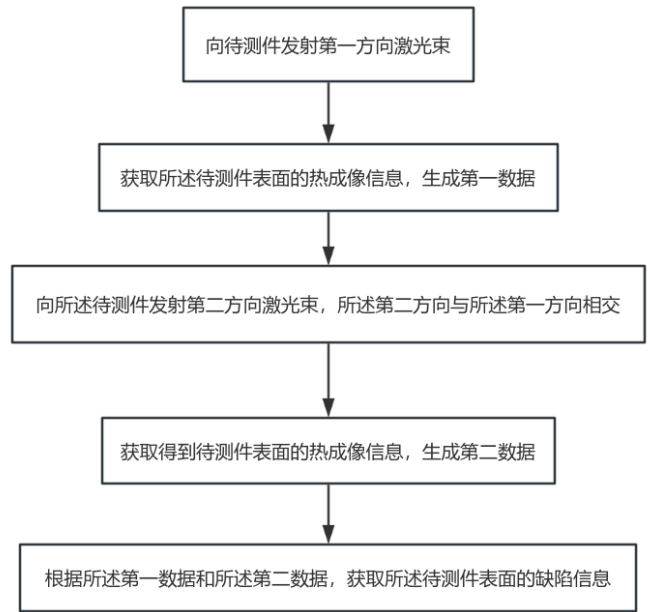 向待测件发射第一方向激光束
获取所述待测件表面的热成像信息，生成第一数据
向所述待测件发射第二方向激光束，所述第二方向与所述第一方向相交
获取得到待测件表面的热成像信息，生成第二数据
根据所述第一数据和所述第二数据，获取所述待测件表面的缺陷信息